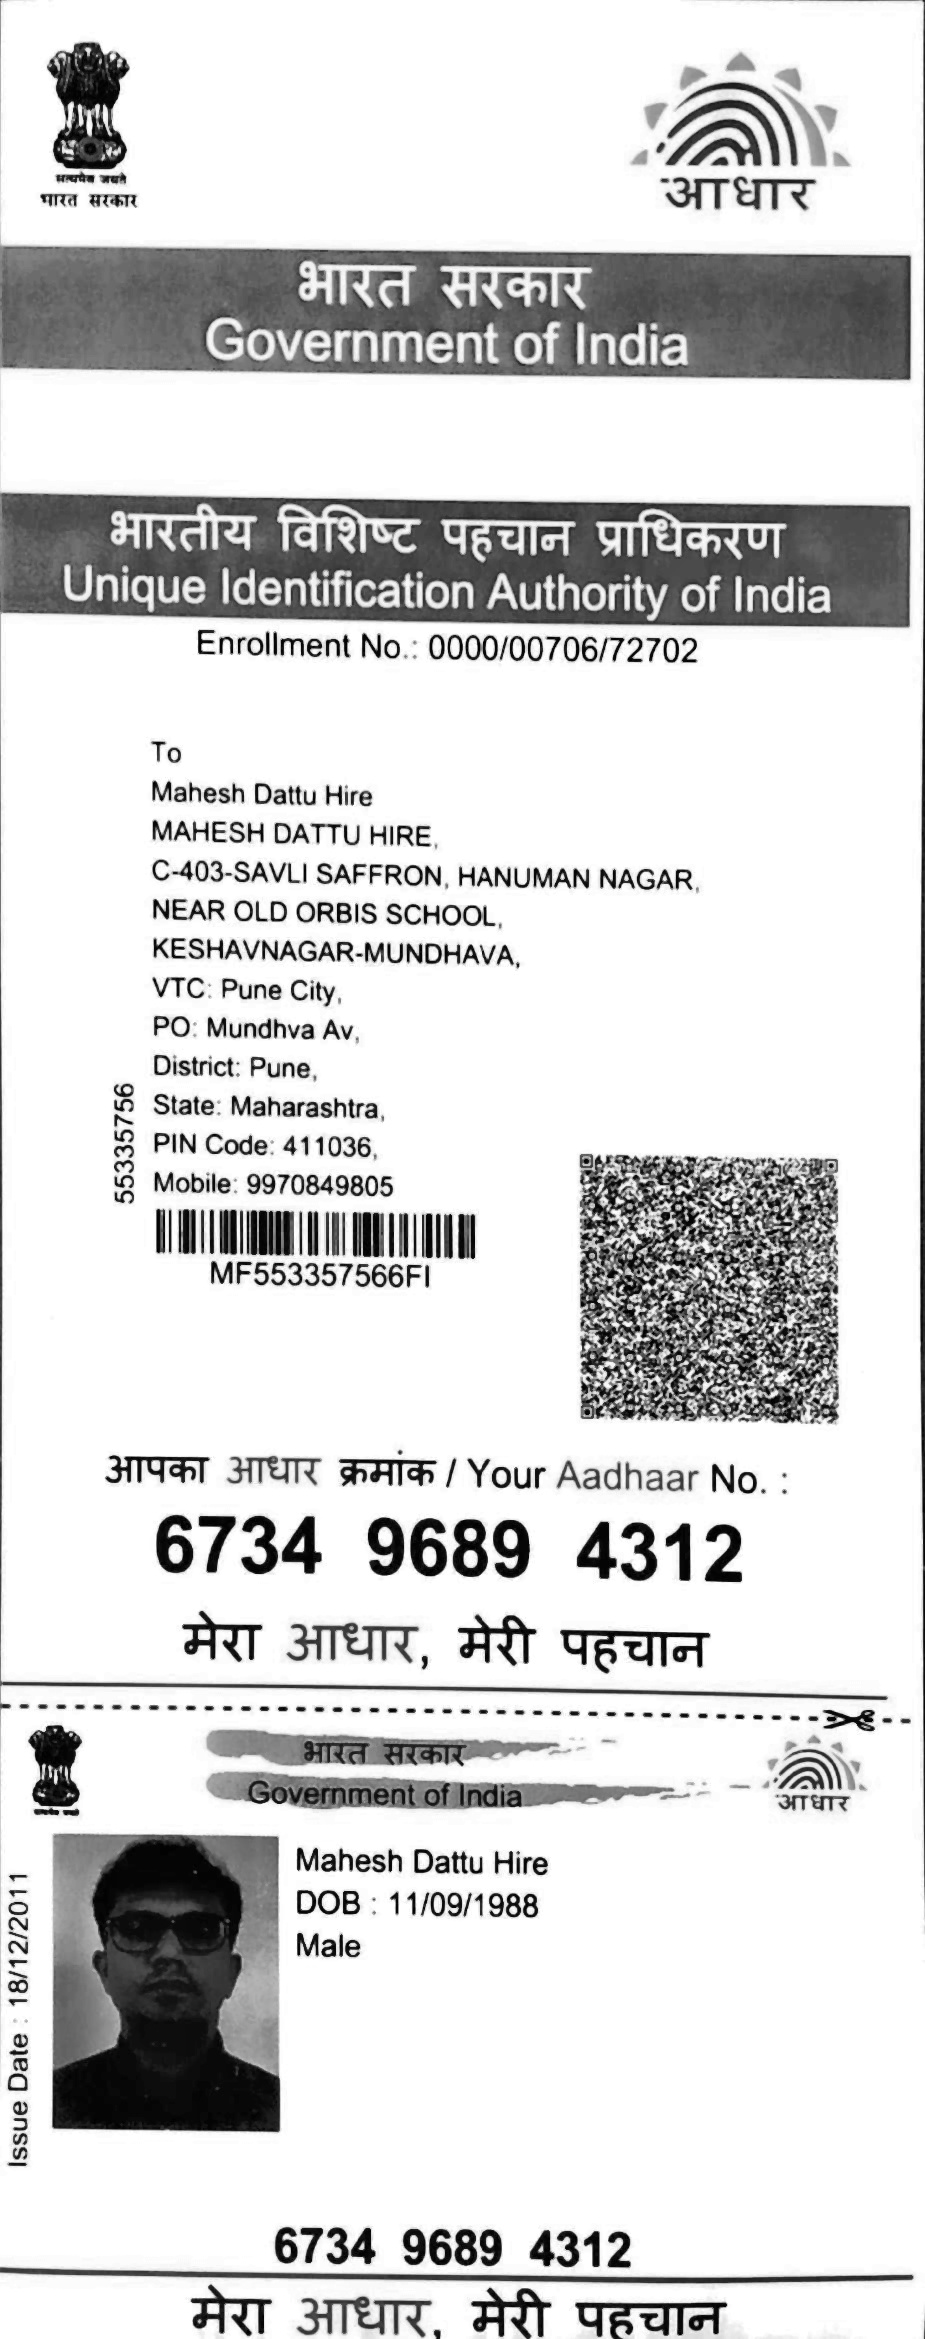 सत्यमेव जयते
भारत सरकार
आधार
भारत सरकार
Government of India
भारतीय विशिष्ट पहचान प्राधिकरण
Unique Identification Authority of India
Enrollment No.: 0000/00706/72702
To
Mahesh Dattu Hire
MAHESH DATTU HIRE,
C-403-SAVLI SAFFRON, HANUMAN NAGAR,
NEAR OLD ORBIS SCHOOL,
KESHAVNAGAR-MUNDHAVA,
VTC: Pune City,
PO: Mundhva Av,
District: Pune,
State: Maharashtra,
PIN Code: 411036,
Mobile: 9970849805
55335756
MF553357566FI
आपका आधार क्रमांक / Your Aadhaar No. :
6734 9689 4312
मेरा आधार, मेरी पहचान
भारत सरकार
Government of India
आधार
Issue Date : 18/12/2011
Mahesh Dattu Hire
DOB : 11/09/1988
Male
6734 9689 4312
मेरा आधार, मेरी पहचान